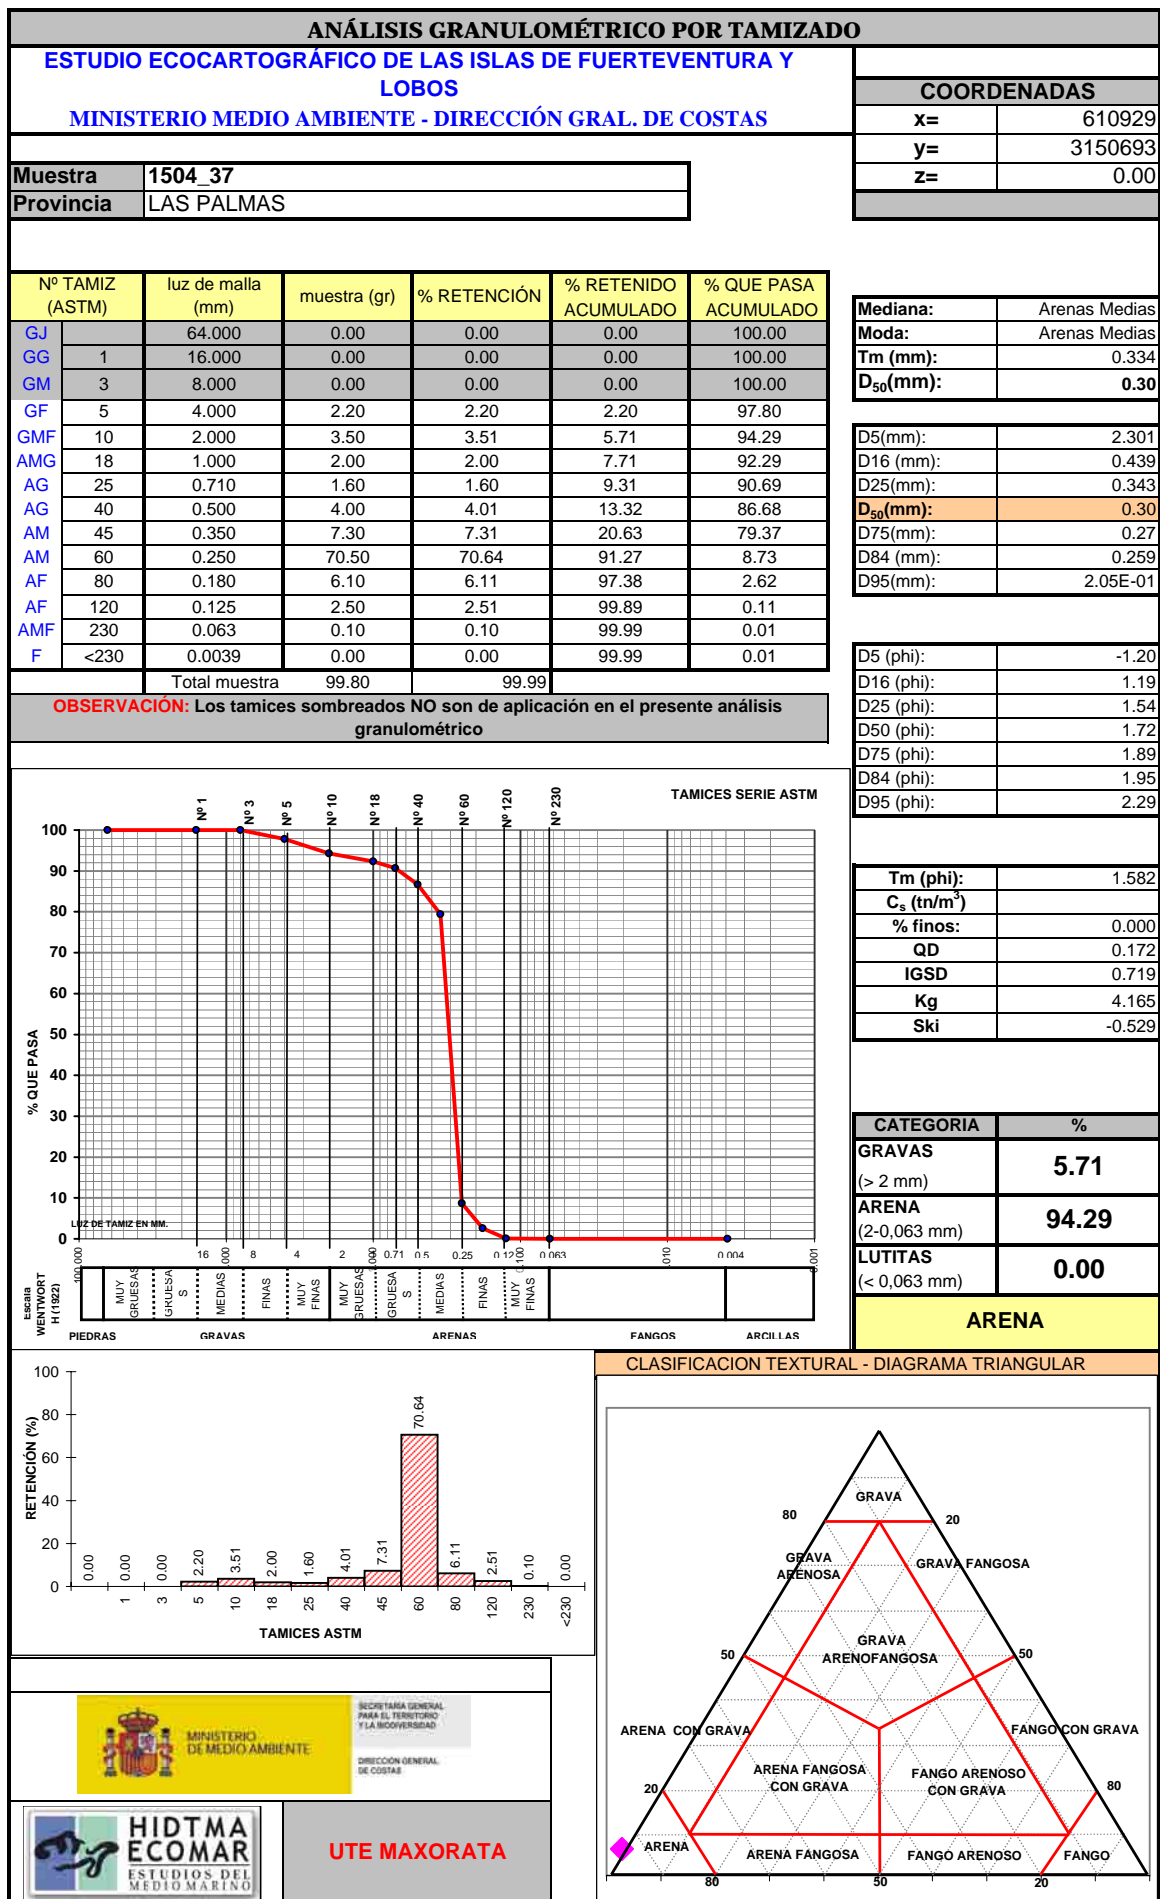 ANÁLISIS GRANULOMÉTRICO POR TAMIZADO
ESTUDIO ECOCARTOGRÁFICO DE LAS ISLAS DE FUERTEVENTURA Y
LOBOS
MINISTERIO MEDIO AMBIENTE - DIRECCIÓN GRAL. DE COSTAS
COORDENADAS
x= 610929
y= 3150693
z= 0.00
Muestra 1504_37
Provincia LAS PALMAS
Nº TAMIZ (ASTM) luz de malla (mm) muestra (gr) % RETENCIÓN % RETENIDO ACUMULADO % QUE PASA ACUMULADO
GJ 64.000 0.00 0.00 0.00 100.00
GG 1 16.000 0.00 0.00 0.00 100.00
GM 3 8.000 0.00 0.00 0.00 100.00
GF 5 4.000 2.20 2.20 2.20 97.80
GMF 10 2.000 3.50 3.51 5.71 94.29
AMG 18 1.000 2.00 2.00 7.71 92.29
AG 25 0.710 1.60 1.60 9.31 90.69
AG 40 0.500 4.00 4.01 13.32 86.68
AM 45 0.350 7.30 7.31 20.63 79.37
AM 60 0.250 70.50 70.64 91.27 8.73
AF 80 0.180 6.10 6.11 97.38 2.62
AF 120 0.125 2.50 2.51 99.89 0.11
AMF 230 0.063 0.10 0.10 99.99 0.01
F <230 0.0039 0.00 0.00 99.99 0.01
Total muestra 99.80 99.99
OBSERVACIÓN: Los tamices sombreados NO son de aplicación en el presente análisis
granulométrico
Mediana: Arenas Medias
Moda: Arenas Medias
Tm (mm): 0.334
D50(mm): 0.30
D5(mm): 2.301
D16 (mm): 0.439
D25(mm): 0.343
D50(mm): 0.30
D75(mm): 0.27
D84 (mm): 0.259
D95(mm): 2.05E-01
D5 (phi): -1.20
D16 (phi): 1.19
D25 (phi): 1.54
D50 (phi): 1.72
D75 (phi): 1.89
D84 (phi): 1.95
D95 (phi): 2.29
Tm (phi): 1.582
Cs (tn/m3)
% finos: 0.000
QD 0.172
IGSD 0.719
Kg 4.165
Ski -0.529
CATEGORIA %
GRAVAS (> 2 mm) 5.71
ARENA (2-0,063 mm) 94.29
LUTITAS (< 0,063 mm) 0.00
ARENA
TAMICES SERIE ASTM
Nº 1 Nº 3 Nº 5 Nº 10 Nº 18 Nº 40 Nº 60 Nº 120 Nº 230
% QUE PASA
100
90
80
70
60
50
40
30
20
10
0
LUZ DE TAMIZ EN MM.
16 8 4 2 0.71 0.5 0.25 0.12 0.063 0.004
100.000 0.100
Escala WENTWORT H (1922)
MUY GRUESAS GRUESA S MEDIAS FINAS MUY FINAS MUY GRUESAS GRUESA S MEDIAS FINAS MUY FINAS
PIEDRAS GRAVAS ARENAS FANGOS ARCILLAS
RETENCIÓN (%)
100
80
60
40
20
0
0.00 0.00 0.00 2.20 3.51 2.00 1.60 4.01 7.31 70.64 6.11 2.51 0.10 0.00
1 3 5 10 18 25 40 45 60 80 120 230 <230
TAMICES ASTM
CLASIFICACION TEXTURAL - DIAGRAMA TRIANGULAR
GRAVA
80 20
GRAVA ARENOSA
GRAVA FANGOSA
GRAVA
ARENOFANGOSA
50 50
ARENA CON GRAVA
FANGO CON GRAVA
ARENA FANGOSA
CON GRAVA
FANGO ARENOSO
CON GRAVA
20 80
ARENA
ARENA FANGOSA
FANGO ARENOSO
FANGO
80 50 20
MINISTERIO
DE MEDIO AMBIENTE
SECRETARÍA GENERAL
PARA EL TERRITORIO
Y LA BIODIVERSIDAD
DIRECCIÓN GENERAL
DE COSTAS
HIDTMA
ECOMAR
ESTUDIOS DEL
MEDIO MARINO
UTE MAXORATA